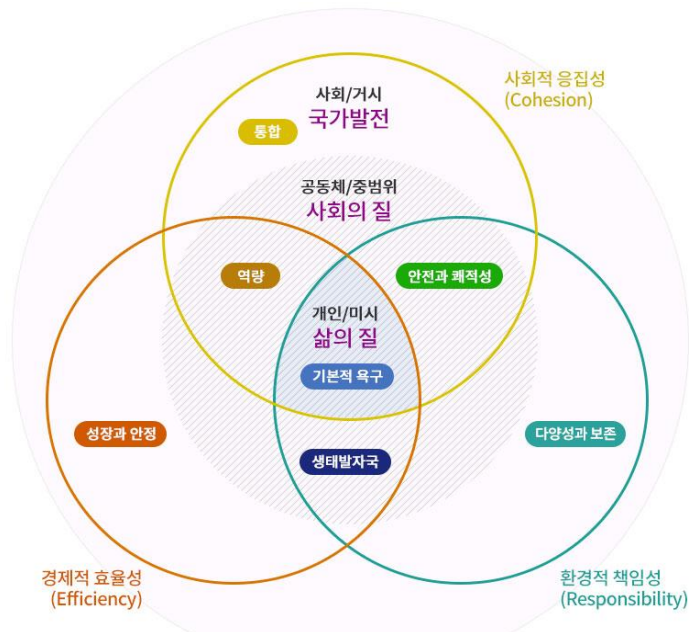 사회적 응집성
(Cohesion)
사회/거시
국가발전
통합
공동체/중범위
사회의 질
역량
안전과 쾌적성
개인/미시
삶의 질
기본적 욕구
성장과 안정
다양성과 보존
생태발자국
경제적 효율성
(Efficiency)
환경적 책임성
(Responsibility)